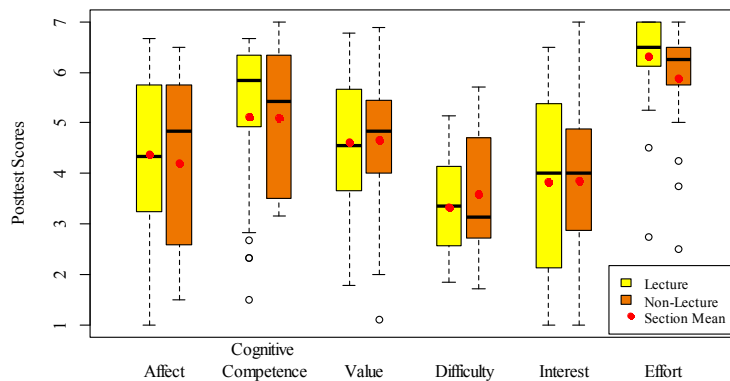 Posttest Scores
7
6
5
4
3
2
1
Lecture
Non-Lecture
Section Mean
Affect
Cognitive
Competence
Value
Difficulty
Interest
Effort